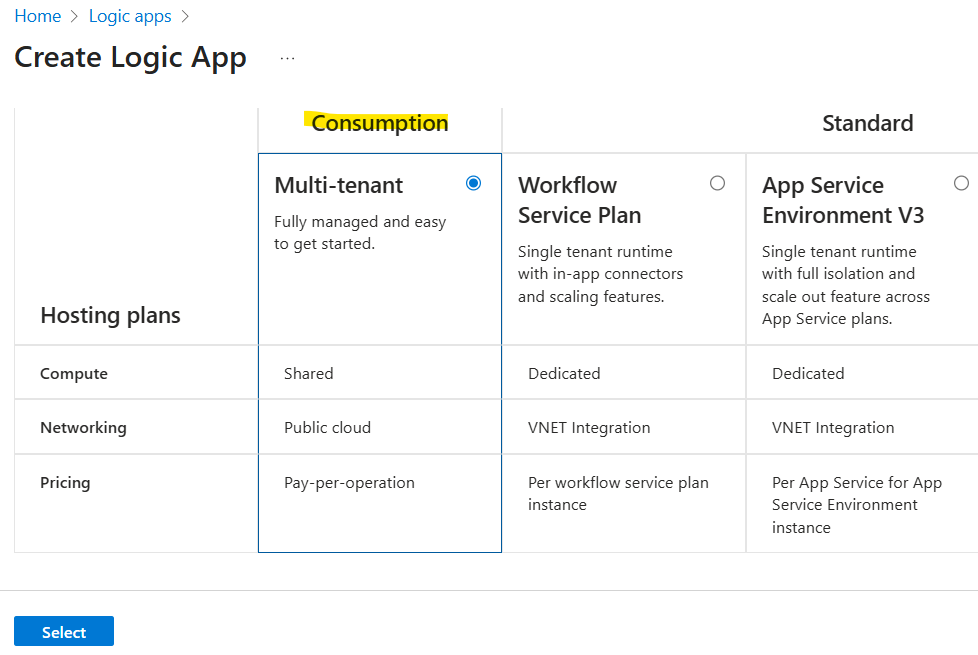 Home > Logic apps >
Create Logic App ...
Consumption
Standard
Multi-tenant
Fully managed and easy
to get started.
Workflow
Service Plan
Single tenant runtime
with in-app connectors
and scaling features.
App Service
Environment V3
Single tenant runtime
with full isolation and
scale out feature across
App Service plans.
Hosting plans
Compute
Shared
Dedicated
Dedicated
Networking
Public cloud
VNET Integration
VNET Integration
Pricing
Pay-per-operation
Per workflow service plan
instance
Per App Service for App
Service Environment
instance
Select